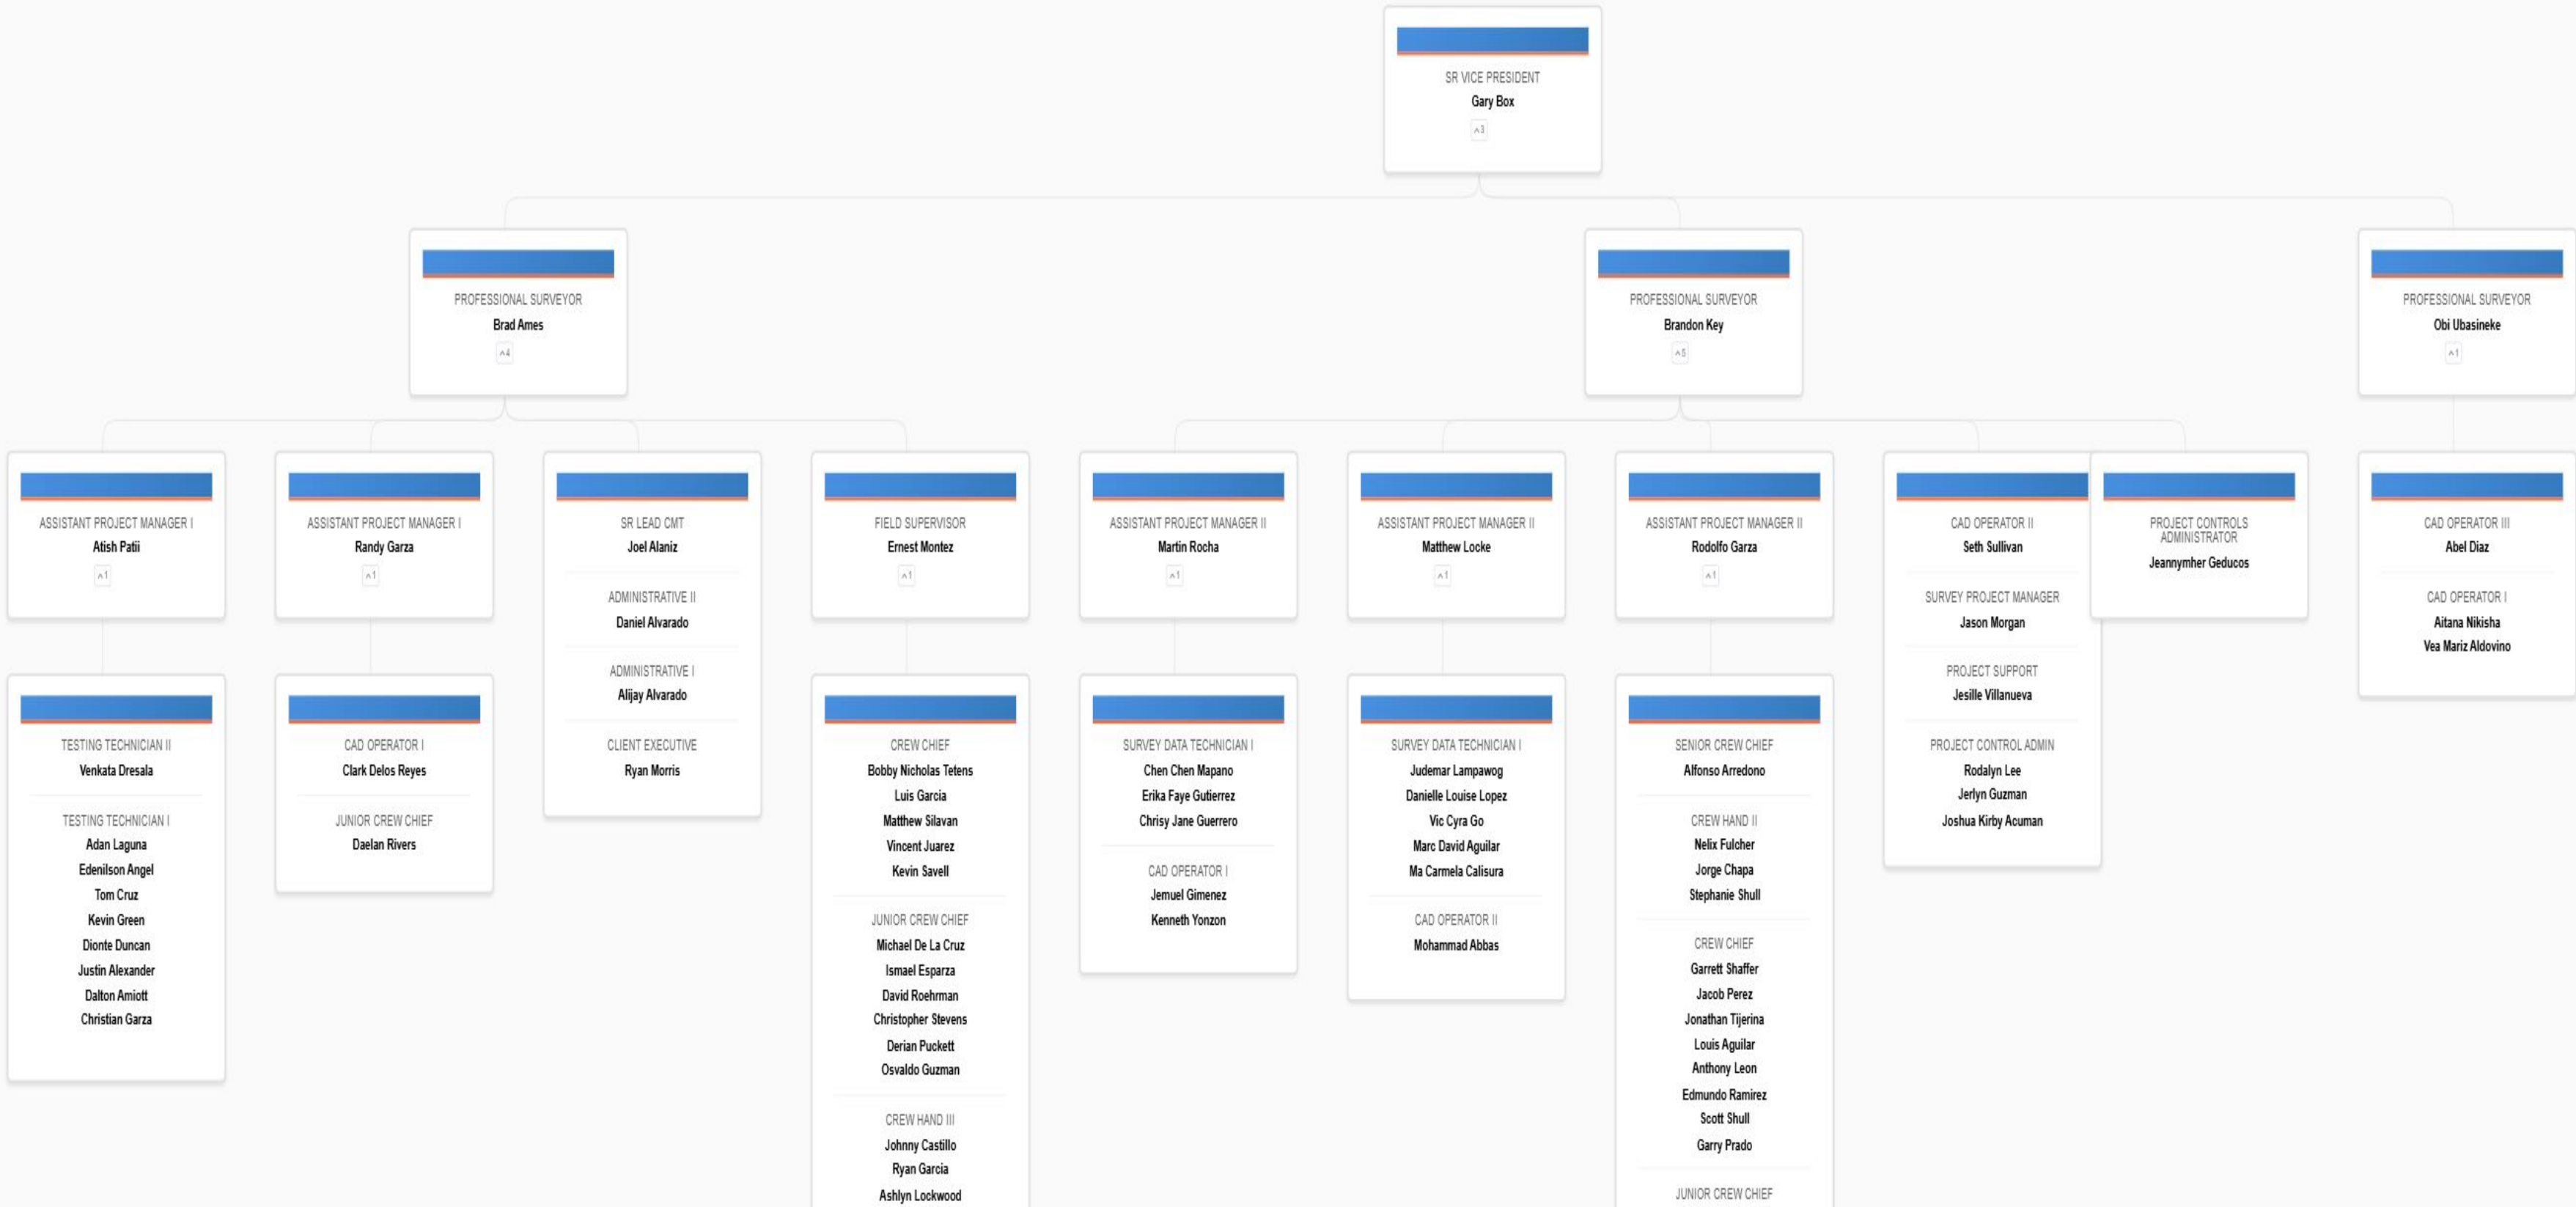 SR VICE PRESIDENT
Gary Box
^3
PROFESSIONAL SURVEYOR
Brad Ames
^4
PROFESSIONAL SURVEYOR
Brandon Key
^5
PROFESSIONAL SURVEYOR
Obi Ubasineke
^1
ASSISTANT PROJECT MANAGER I
Atish Patii
^1
ASSISTANT PROJECT MANAGER I
Randy Garza
^1
SR LEAD CMT
Joel Alaniz
ADMINISTRATIVE II
Daniel Alvarado
ADMINISTRATIVE I
Alijay Alvarado
CLIENT EXECUTIVE
Ryan Morris
FIELD SUPERVISOR
Ernest Montez
^1
ASSISTANT PROJECT MANAGER II
Martin Rocha
^1
ASSISTANT PROJECT MANAGER II
Matthew Locke
^1
ASSISTANT PROJECT MANAGER II
Rodolfo Garza
^1
CAD OPERATOR II
Seth Sullivan
SURVEY PROJECT MANAGER
Jason Morgan
PROJECT SUPPORT
Jesille Villanueva
PROJECT CONTROL ADMIN
Rodalyn Lee
Jerlyn Guzman
Joshua Kirby Acuman
PROJECT CONTROLS
ADMINISTRATOR
Jeannymher Geducos
CAD OPERATOR III
Abel Diaz
CAD OPERATOR I
Aitana Nikisha
Vea Mariz Aldovino
TESTING TECHNICIAN II
Venkata Dresala
TESTING TECHNICIAN I
Adan Laguna
Edenilson Angel
Tom Cruz
Kevin Green
Dionte Duncan
Justin Alexander
Dalton Amiott
Christian Garza
CAD OPERATOR I
Clark Delos Reyes
JUNIOR CREW CHIEF
Daelan Rivers
CREW CHIEF
Bobby Nicholas Tetens
Luis Garcia
Matthew Silavan
Vincent Juarez
Kevin Savell
JUNIOR CREW CHIEF
Michael De La Cruz
Ismael Esparza
David Roehrman
Christopher Stevens
Derian Puckett
Osvaldo Guzman
CREW HAND III
Johnny Castillo
Ryan Garcia
Ashlyn Lockwood
SURVEY DATA TECHNICIAN I
Chen Chen Mapano
Erika Faye Gutierrez
Chrisy Jane Guerrero
CAD OPERATOR I
Jemuel Gimenez
Kenneth Yonzon
SURVEY DATA TECHNICIAN I
Judemar Lampawog
Danielle Louise Lopez
Vic Cyra Go
Marc David Aguilar
Ma Carmela Calisura
CAD OPERATOR II
Mohammad Abbas
SENIOR CREW CHIEF
Alfonso Arredono
CREW HAND II
Nelix Fulcher
Jorge Chapa
Stephanie Shull
CREW CHIEF
Garrett Shaffer
Jacob Perez
Jonathan Tijerina
Louis Aguilar
Anthony Leon
Edmundo Ramirez
Scott Shull
Garry Prado
JUNIOR CREW CHIEF